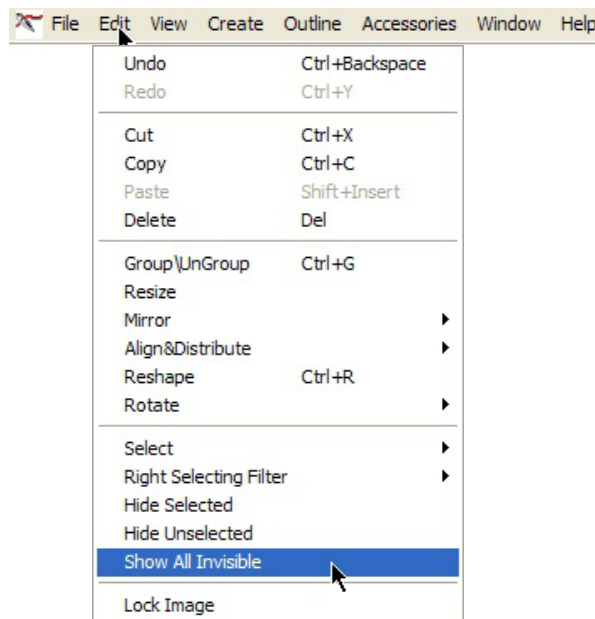 File Edit View Create Outline Accessories Window Help
Undo Ctrl+Backspace
Redo Ctrl+Y
Cut Ctrl+X
Copy Ctrl+C
Paste Shift+Insert
Delete Del
Group\UnGroup Ctrl+G
Resize
Mirror
Align&Distribute
Reshape Ctrl+R
Rotate
Select
Right Selecting Filter
Hide Selected
Hide Unselected
Show All Invisible
Lock Image